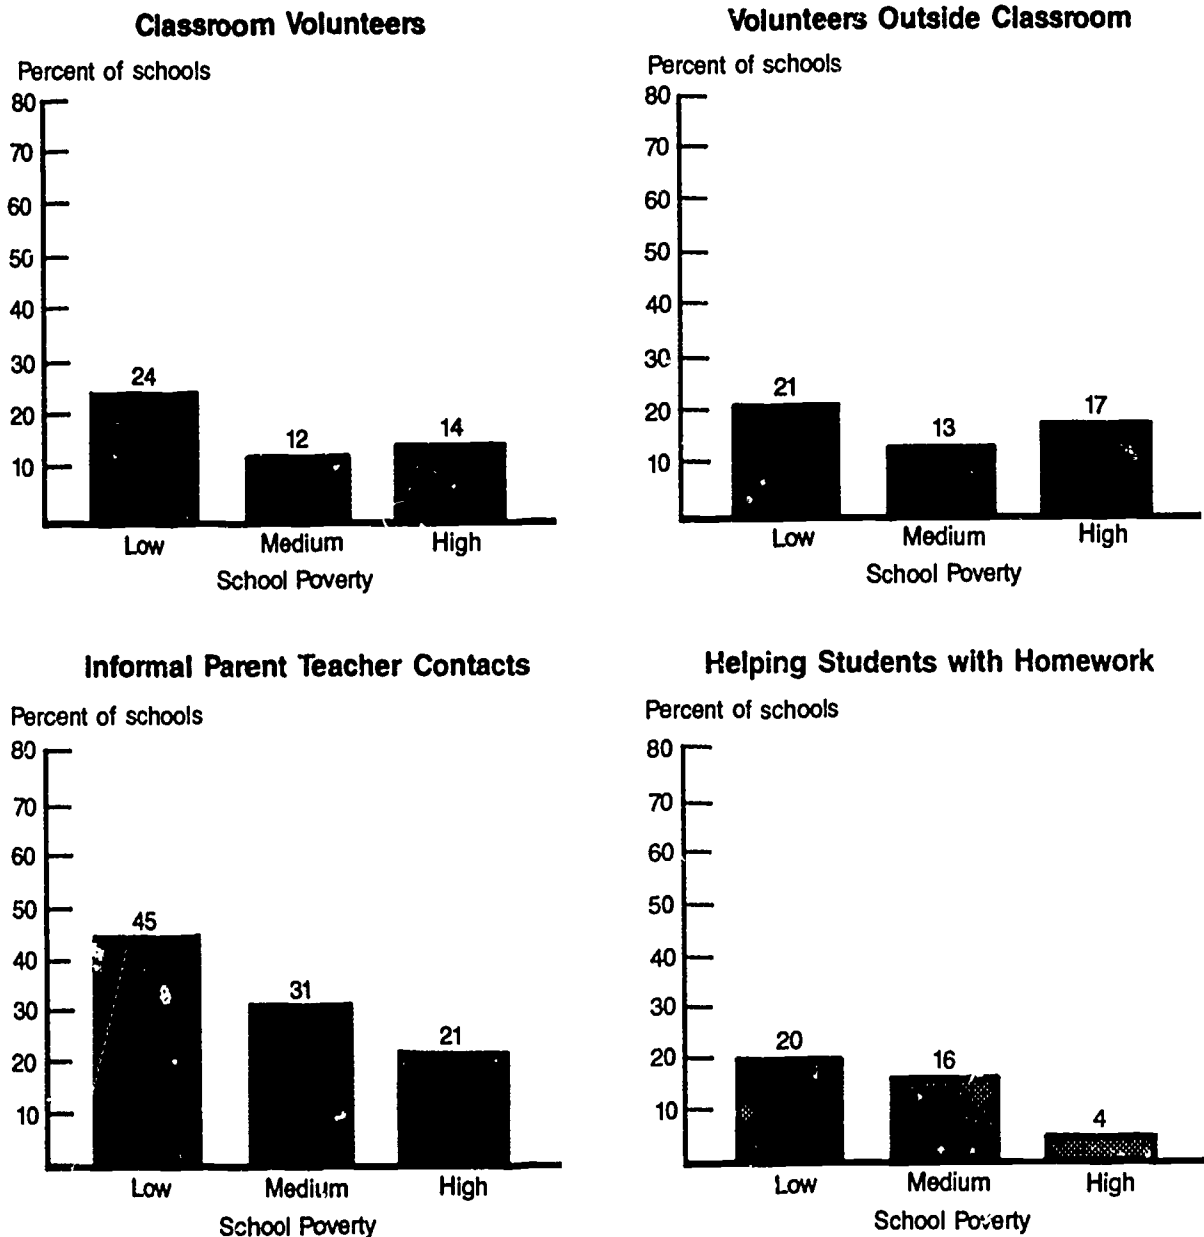 Classroom Volunteers
Percent of schools
80
70
60
50
40
30
20
10
24
12
14
Low Medium High
School Poverty
Volunteers Outside Classroom
Percent of schools
80
70
60
50
40
30
20
10
21
13
17
Low Medium High
School Poverty
Informal Parent Teacher Contacts
Percent of schools
80
70
60
50
40
30
20
10
45
31
21
Low Medium High
School Poverty
Helping Students with Homework
Percent of schools
80
70
60
50
40
30
20
10
20
16
4
Low Medium High
School Poverty